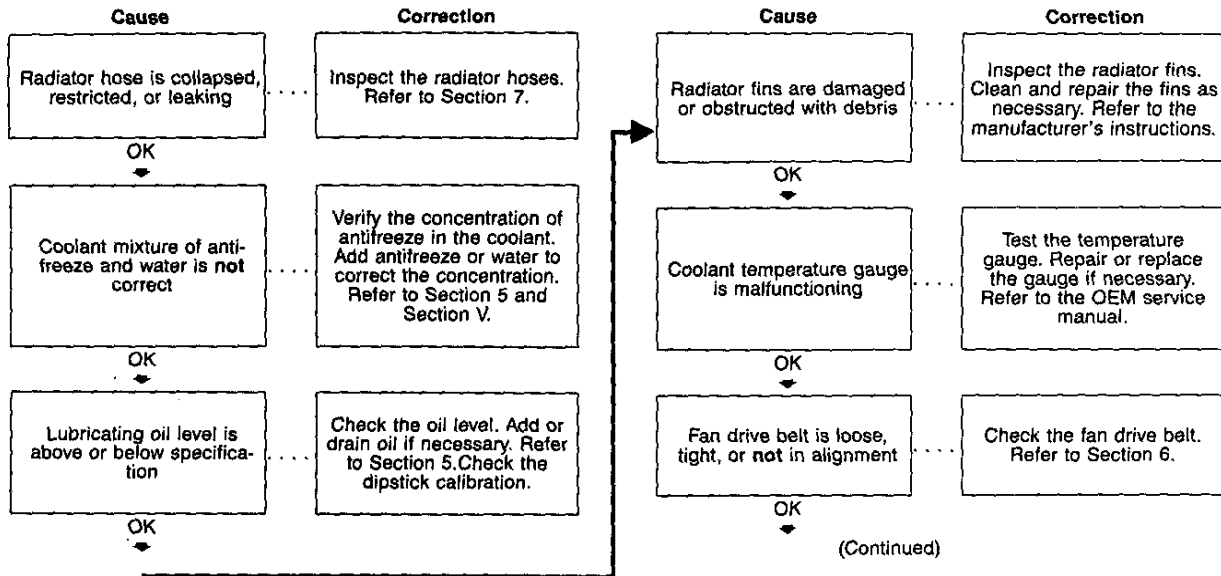 Cause
Correction
Radiator hose is collapsed,
restricted, or leaking
Inspect the radiator hoses.
Refer to Section 7.
OK
Coolant mixture of anti-
freeze and water is not
correct
Verify the concentration of
antifreeze in the coolant.
Add antifreeze or water to
correct the concentration.
Refer to Section 5 and
Section V.
OK
Lubricating oil level is
above or below specifica-
tion
Check the oil level. Add or
drain oil if necessary. Refer
to Section 5.Check the
dipstick calibration.
OK
Cause
Correction
Radiator fins are damaged
or obstructed with debris
Inspect the radiator fins.
Clean and repair the fins as
necessary. Refer to the
manufacturer's instructions.
OK
Coolant temperature gauge
is malfunctioning
Test the temperature
gauge. Repair or replace
the gauge if necessary.
Refer to the OEM service
manual.
OK
Fan drive belt is loose,
tight, or not in alignment
Check the fan drive belt.
Refer to Section 6.
OK
(Continued)